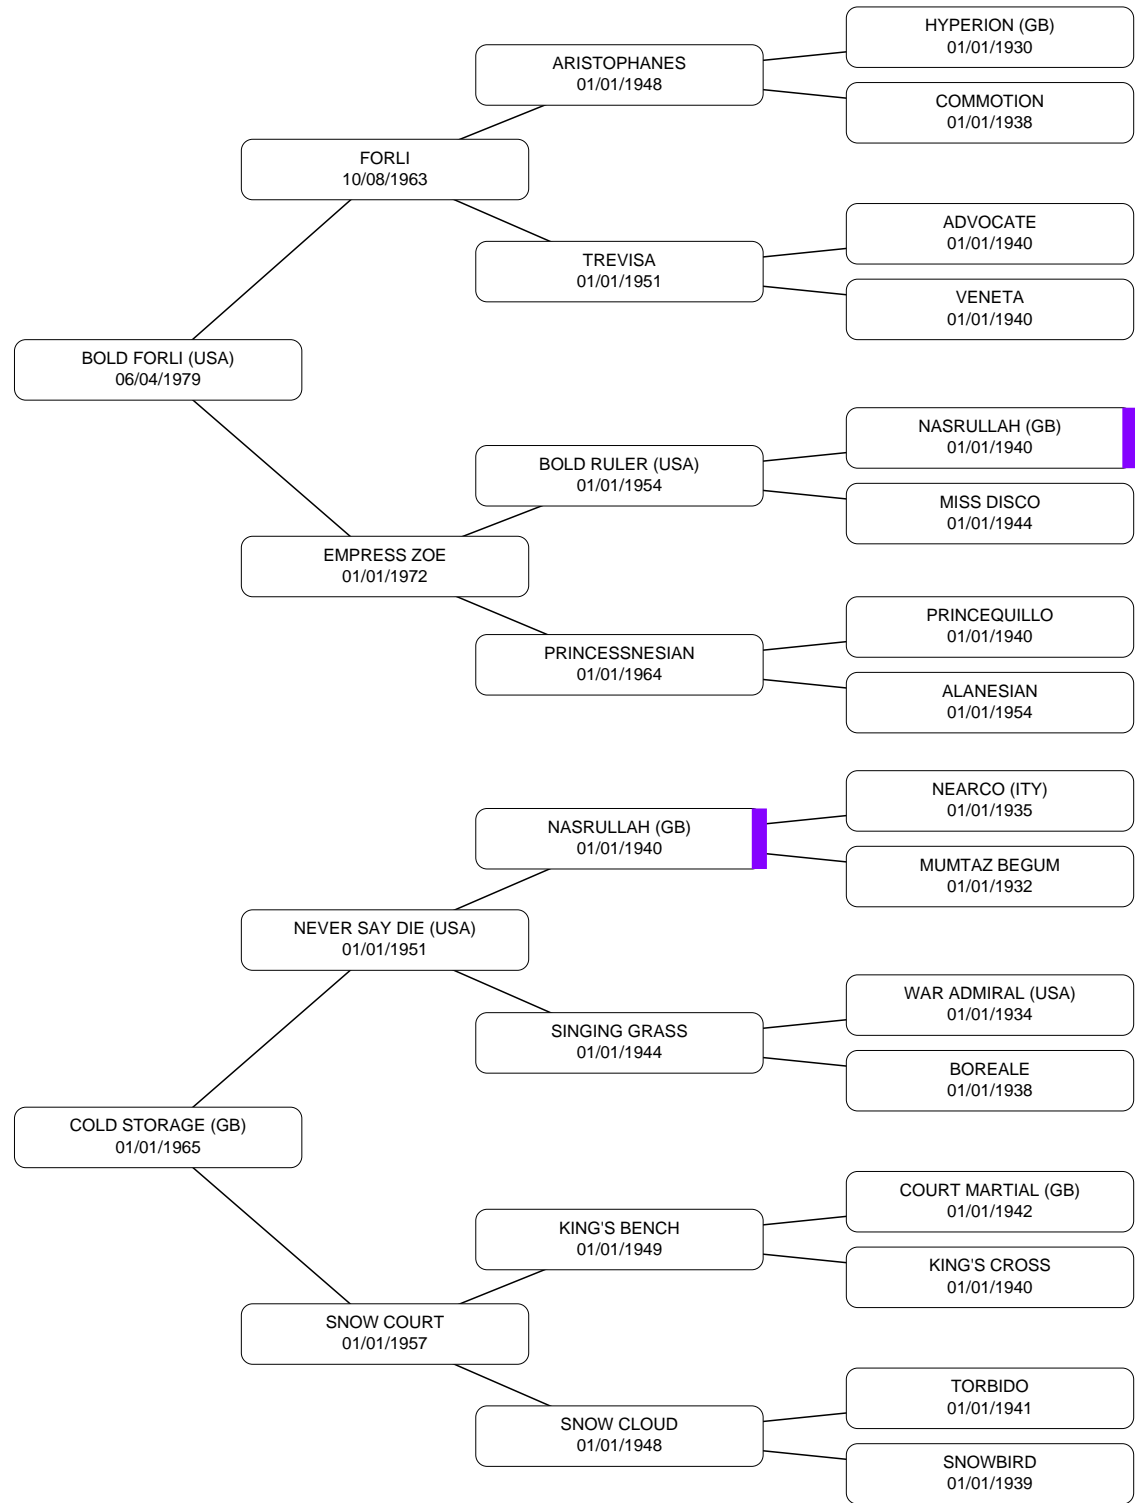 HYPERION (GB)
01/01/1930
ARISTOPHANES
01/01/1948
COMMOTION
01/01/1938
FORLI
10/08/1963
ADVOCATE
01/01/1940
TREVISA
01/01/1951
VENETA
01/01/1940
BOLD FORLI (USA)
06/04/1979
NASRULLAH (GB)
01/01/1940
BOLD RULER (USA)
01/01/1954
MISS DISCO
01/01/1944
EMPRESS ZOE
01/01/1972
PRINCEQUILLO
01/01/1940
PRINCESSNESIAN
01/01/1964
ALANESIAN
01/01/1954
NEARCO (ITY)
01/01/1935
NASRULLAH (GB)
01/01/1940
MUMTAZ BEGUM
01/01/1932
NEVER SAY DIE (USA)
01/01/1951
WAR ADMIRAL (USA)
01/01/1934
SINGING GRASS
01/01/1944
BOREALE
01/01/1938
COLD STORAGE (GB)
01/01/1965
COURT MARTIAL (GB)
01/01/1942
KING'S BENCH
01/01/1949
KING'S CROSS
01/01/1940
SNOW COURT
01/01/1957
TORBIDO
01/01/1941
SNOW CLOUD
01/01/1948
SNOWBIRD
01/01/1939